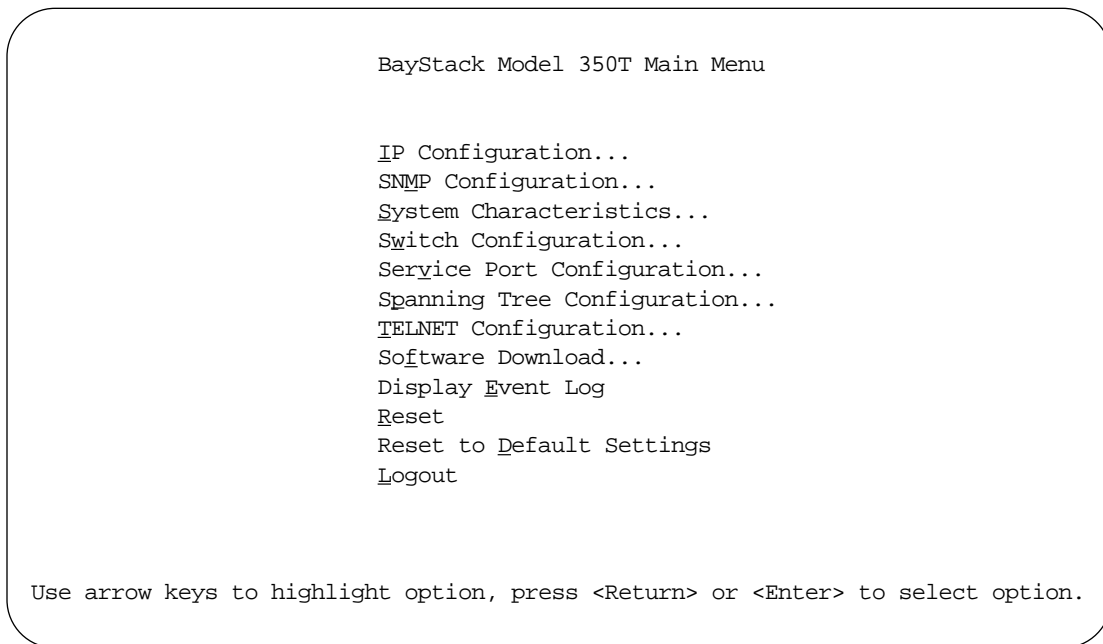 BayStack Model 350T Main Menu
IP Configuration...
SNMP Configuration...
System Characteristics...
Switch Configuration...
Service Port Configuration...
Spanning Tree Configuration...
TELNET Configuration...
Software Download...
Display Event Log
Reset
Reset to Default Settings
Logout
Use arrow keys to highlight option, press <Return> or <Enter> to select option.